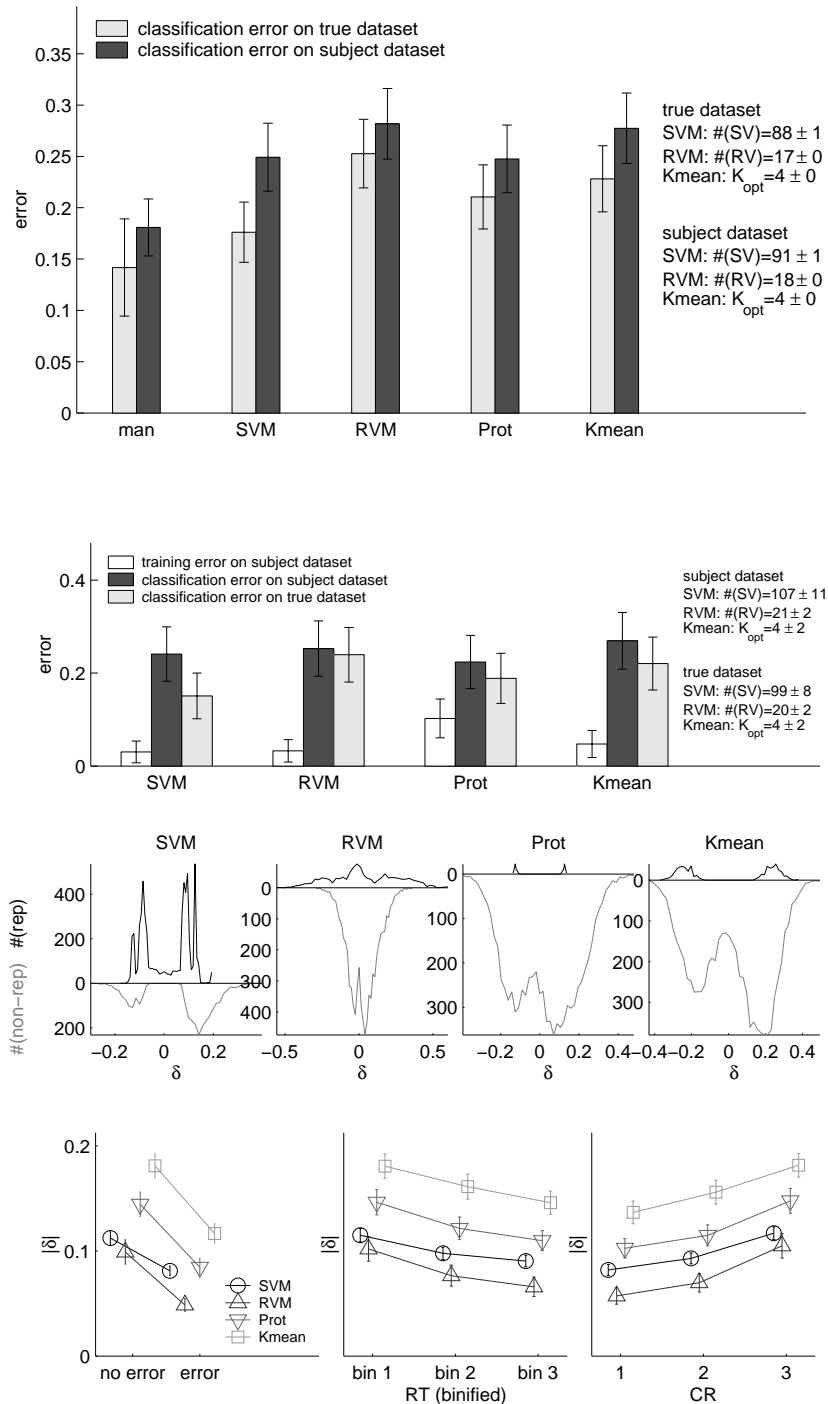 classification error on true dataset
classification error on subject dataset
0.35
0.3
0.25
0.2
0.15
0.1
0.05
0
error
man SVM RVM Prot Kmean
true dataset
SVM: #(SV)=88 ± 1
RVM: #(RV)=17 ± 0
Kmean: K_opt=4 ± 0
subject dataset
SVM: #(SV)=91 ± 1
RVM: #(RV)=18 ± 0
Kmean: K_opt=4 ± 0
training error on subject dataset
classification error on subject dataset
classification error on true dataset
0.4
0.2
0
error
SVM RVM Prot Kmean
subject dataset
SVM: #(SV)=107 ± 11
RVM: #(RV)=21 ± 2
Kmean: K_opt=4 ± 2
true dataset
SVM: #(SV)=99 ± 8
RVM: #(RV)=20 ± 2
Kmean: K_opt=4 ± 2
SVM
#(non-rep) #(rep)
400
200
0
200
−0.2 0 0.2
δ
RVM
0
100
200
300
400
−0.5 0 0.5
δ
Prot
0
100
200
300
−0.2 0 0.2 0.4
δ
Kmean
0
100
200
300
−0.4 −0.2 0 0.2 0.4
δ
0.2
0.1
0
|δ|
no error error
SVM
RVM
Prot
Kmean
|δ|
bin 1 bin 2 bin 3
RT (binified)
|δ|
1 2 3
CR